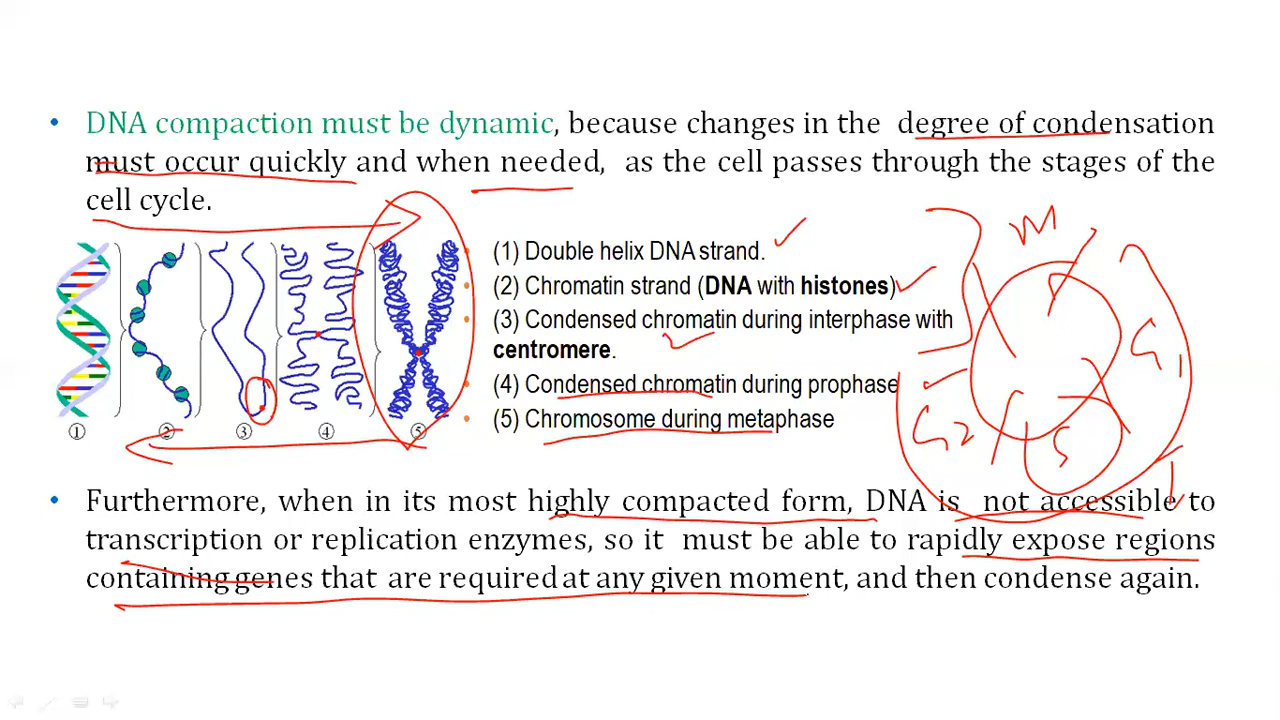 • DNA compaction must be dynamic, because changes in the degree of condensation
must occur quickly and when needed, as the cell passes through the stages of the
cell cycle.
• (1) Double helix DNA strand.
• (2) Chromatin strand (DNA with histones)
• (3) Condensed chromatin during interphase with
centromere.
• (4) Condensed chromatin during prophase
• (5) Chromosome during metaphase
① ② ③ ④ ⑤
M
G1
G2
S
• Furthermore, when in its most highly compacted form, DNA is not accessible to
transcription or replication enzymes, so it must be able to rapidly expose regions
containing genes that are required at any given moment, and then condense again.